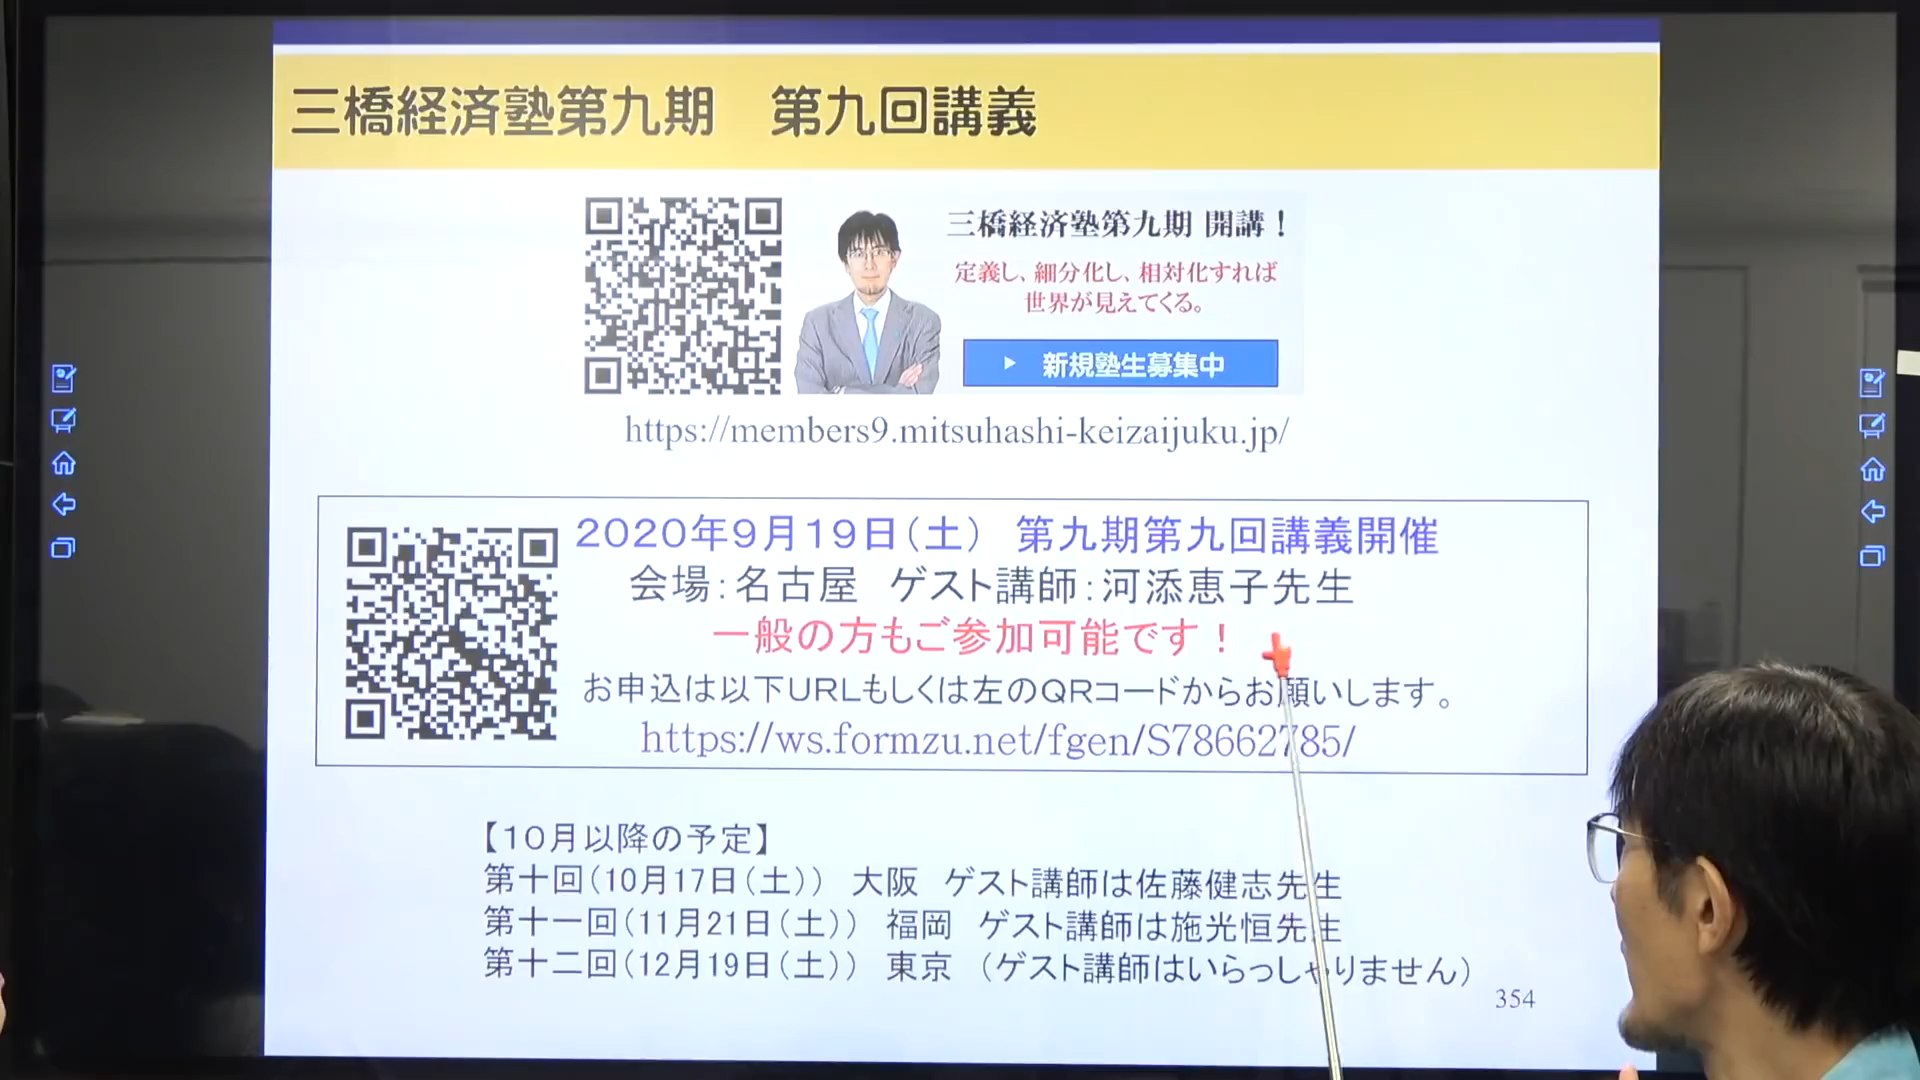 三橋経済塾第九期　第九回講義
三橋経済塾第九期 開講！
定義し、細分化し、相対化すれば
世界が見えてくる。
新規塾生募集中
https://members9.mitsuhashi-keizaijuku.jp/
2020年9月19日（土）　第九期第九回講義開催
会場：名古屋　ゲスト講師：河添恵子先生
一般の方もご参加可能です！
お申込は以下URLもしくは左のQRコードからお願いします。
https://ws.formzu.net/fgen/S78662785/
【10月以降の予定】
第十回（10月17日（土））　大阪　ゲスト講師は佐藤健志先生
第十一回（11月21日（土））　福岡　ゲスト講師は施光恒先生
第十二回（12月19日（土））　東京　（ゲスト講師はいらっしゃりません）
354